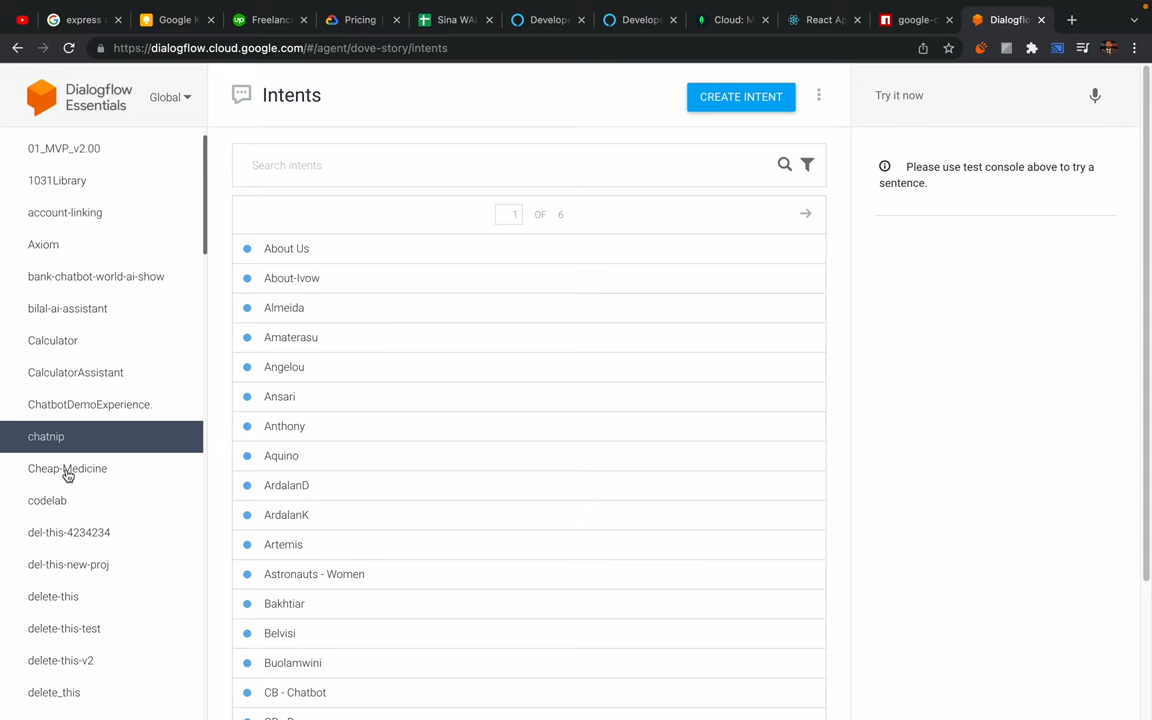 express a
Google K
Freelance
Pricing
Sina WAI
Develope
Develope
Cloud: M
React Ap
google-c
Dialogflo
https://dialogflow.cloud.google.com/#/agent/dove-story/intents
Dialogflow
Essentials
Global
01_MVP_v2.00
1031Library
account-linking
Axiom
bank-chatbot-world-ai-show
bilal-ai-assistant
Calculator
CalculatorAssistant
ChatbotDemoExperience.
chatnip
Cheap-Medicine
codelab
del-this-4234234
del-this-new-proj
delete-this
delete-this-test
delete-this-v2
delete_this
Intents
CREATE INTENT
Search intents
1 OF 6
About Us
About-Ivow
Almeida
Amaterasu
Angelou
Ansari
Anthony
Aquino
ArdalanD
ArdalanK
Artemis
Astronauts - Women
Bakhtiar
Belvisi
Buolamwini
CB - Chatbot
Try it now
Please use test console above to try a
sentence.